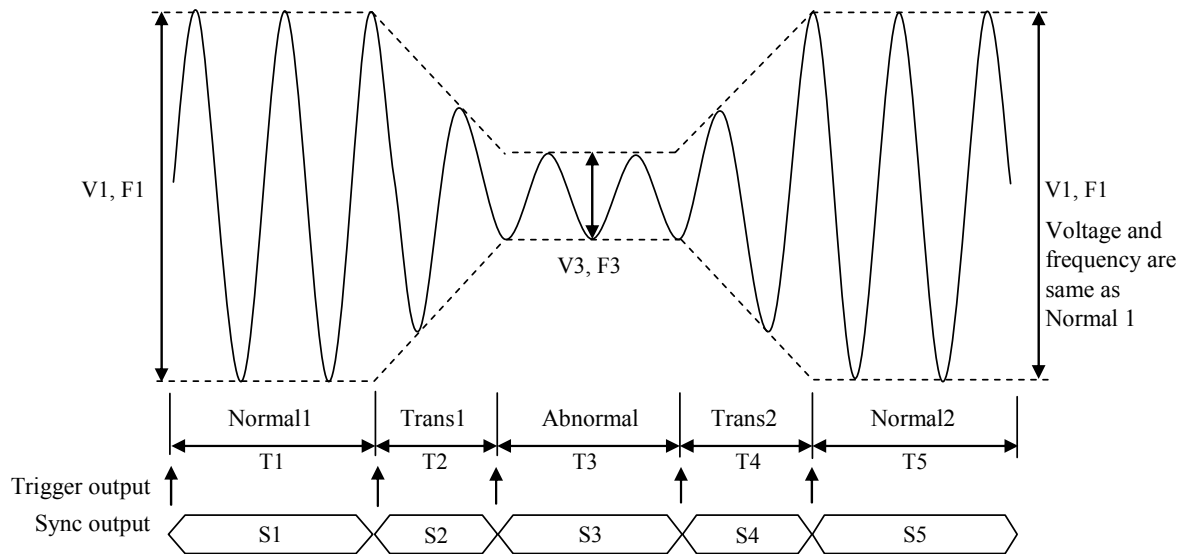 V1, F1
V3, F3
V1, F1
Voltage and
frequency are
same as
Normal 1
Normal1 Trans1 Abnormal Trans2 Normal2
T1 T2 T3 T4 T5
Trigger output
Sync output
S1 S2 S3 S4 S5